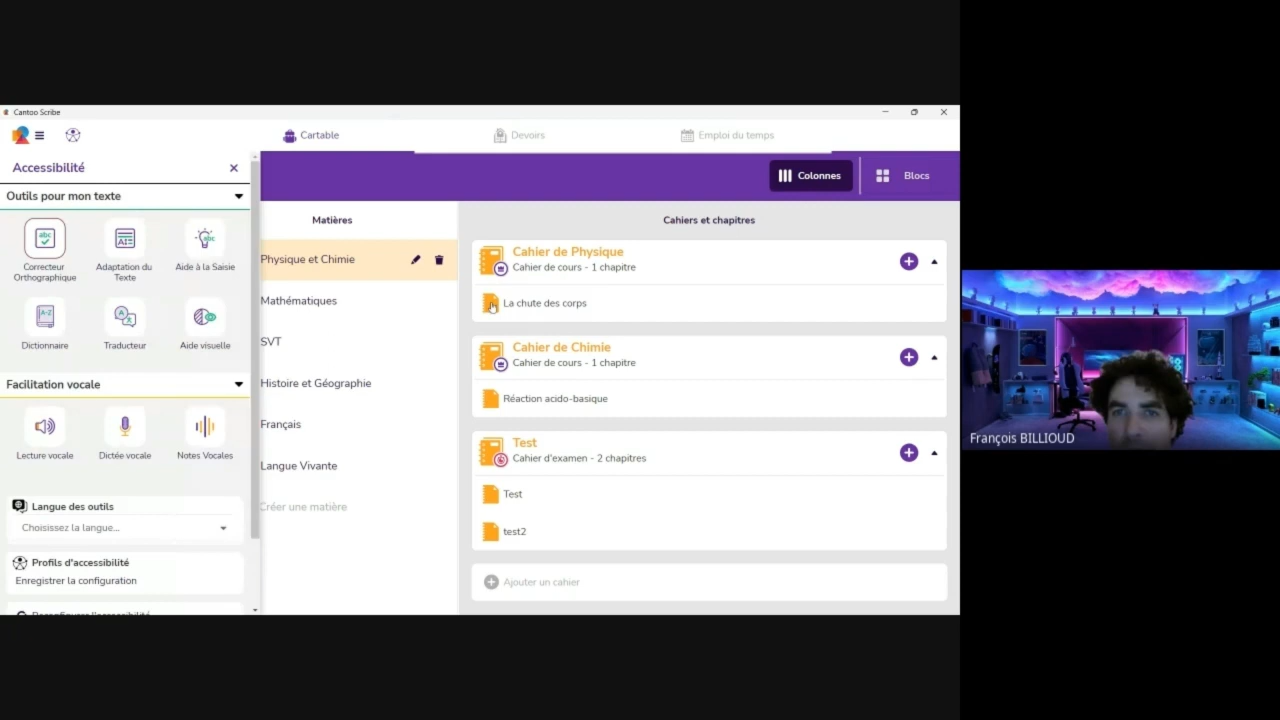 Cantoo Scribe
Cartable
Devoirs
Emploi du temps
Accessibilité
Outils pour mon texte
abc
Correcteur
Orthographique
Adaptation du
Texte
abc
Aide à la Saisie
A-Z
Dictionnaire
Traducteur
Aide visuelle
Facilitation vocale
Lecture vocale
Dictée vocale
Notes Vocales
Langue des outils
Choisissez la langue...
Profils d'accessibilité
Enregistrer la configuration
Colonnes
Blocs
Matières
Physique et Chimie
Mathématiques
SVT
Histoire et Géographie
Français
Langue Vivante
Créer une matière
Cahiers et chapitres
Cahier de Physique
Cahier de cours - 1 chapitre
La chute des corps
Cahier de Chimie
Cahier de cours - 1 chapitre
Réaction acido-basique
Test
Cahier d'examen - 2 chapitres
Test
test2
Ajouter un cahier
François BILLIOUD